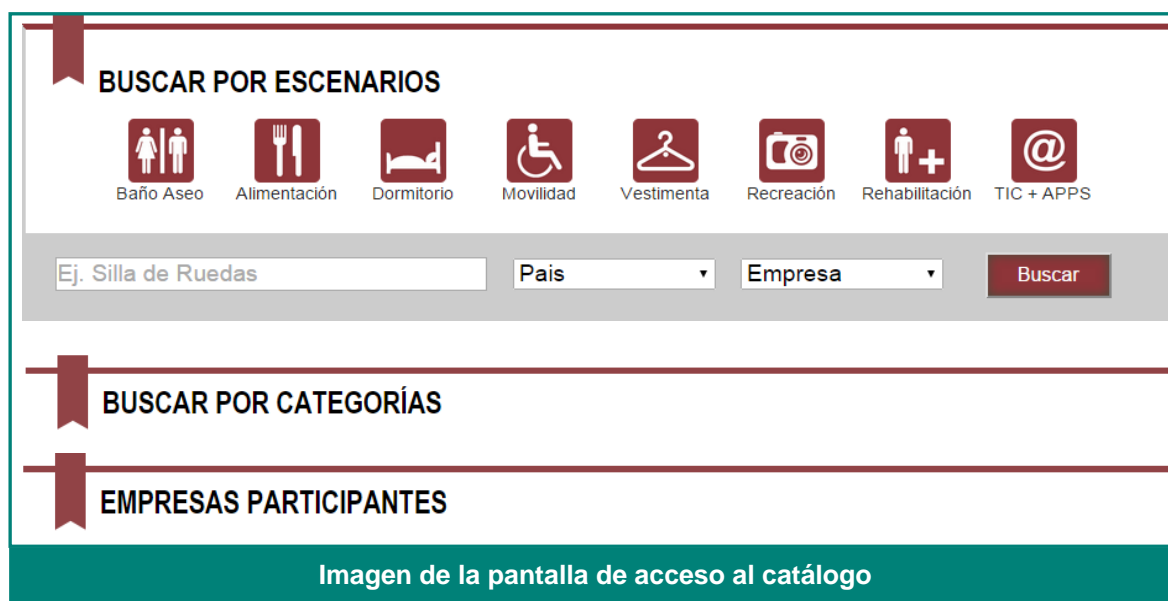 BUSCAR POR ESCENARIOS
Baño Aseo Alimentación Dormitorio Movilidad Vestimenta Recreación Rehabilitación TIC + APPS
Ej. Silla de Ruedas Pais Empresa Buscar
BUSCAR POR CATEGORÍAS
EMPRESAS PARTICIPANTES
Imagen de la pantalla de acceso al catálogo